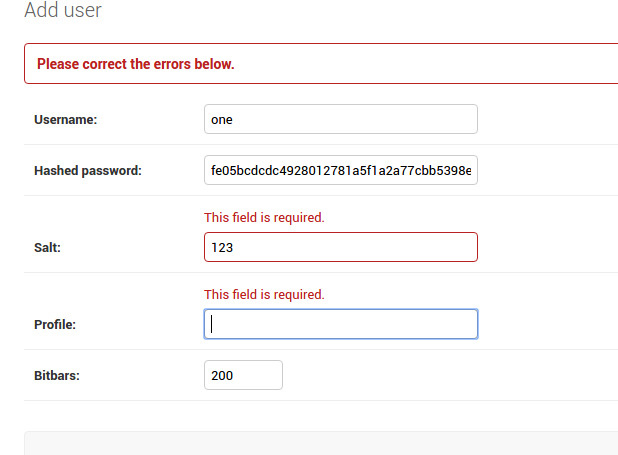 Add user
Please correct the errors below.
Username:
one
Hashed password:
fe05bcdcdc4928012781a5f1a2a77cbb5398e
This field is required.
Salt:
123
This field is required.
Profile:
Bitbars:
200